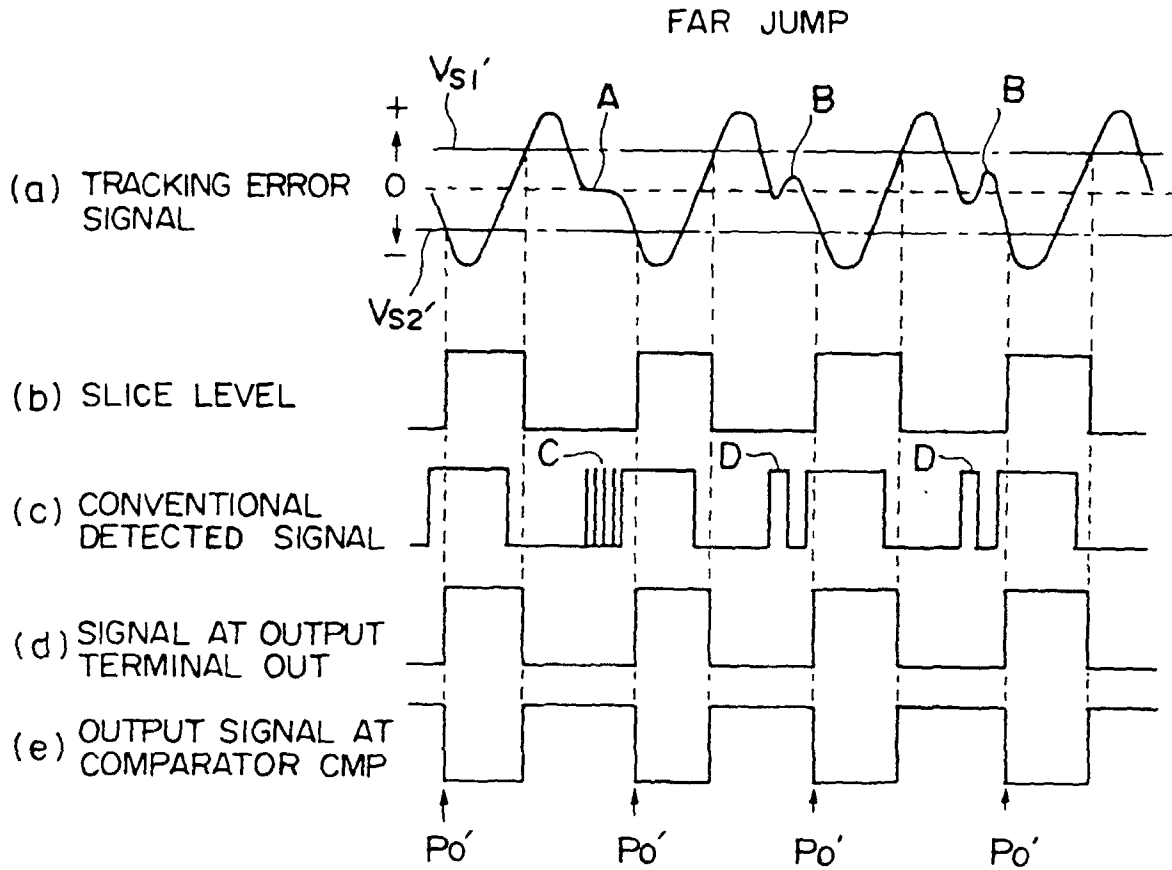 FAR JUMP
VS1'
A
B
B
+
0
−
(a) TRACKING ERROR
SIGNAL
VS2'
(b) SLICE LEVEL
C
D
D
(c) CONVENTIONAL
DETECTED SIGNAL
(d) SIGNAL AT OUTPUT
TERMINAL OUT
(e) OUTPUT SIGNAL AT
COMPARATOR CMP
Po' Po' Po' Po'